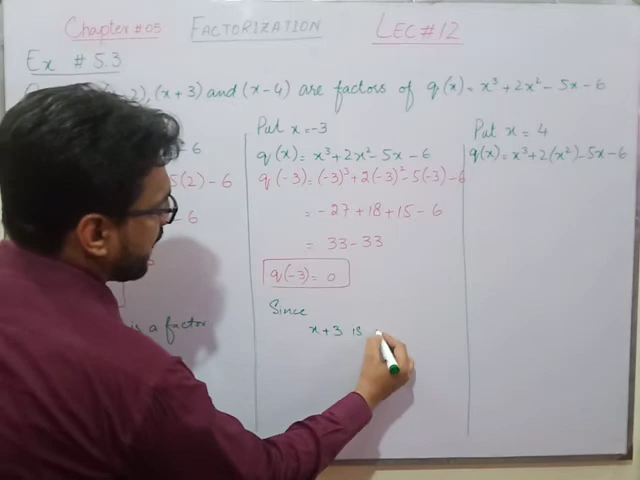 Chapter # 05 FACTORIZATION LEC # 12
Ex # 5.3
2), (x+3) and (x-4) are factors of q(x) = x³ + 2x² - 5x - 6
- 6
5(2) - 6
- 6
is a factor
Put x = -3
q(x) = x³ + 2x² - 5x - 6
q(-3) = (-3)³ + 2(-3)² - 5(-3) - 6
= -27 + 18 + 15 - 6
= 33 - 33
q(-3) = 0
Since
x + 3 is
Put x = 4
q(x) = x³ + 2(x²) - 5x - 6